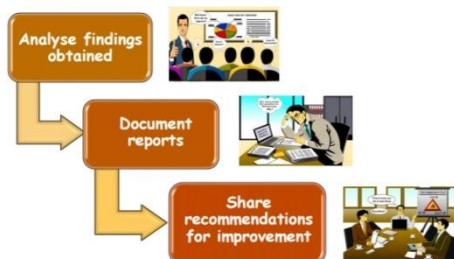 Analyse findings
obtained
Document
reports
Share
recommendations
for improvement